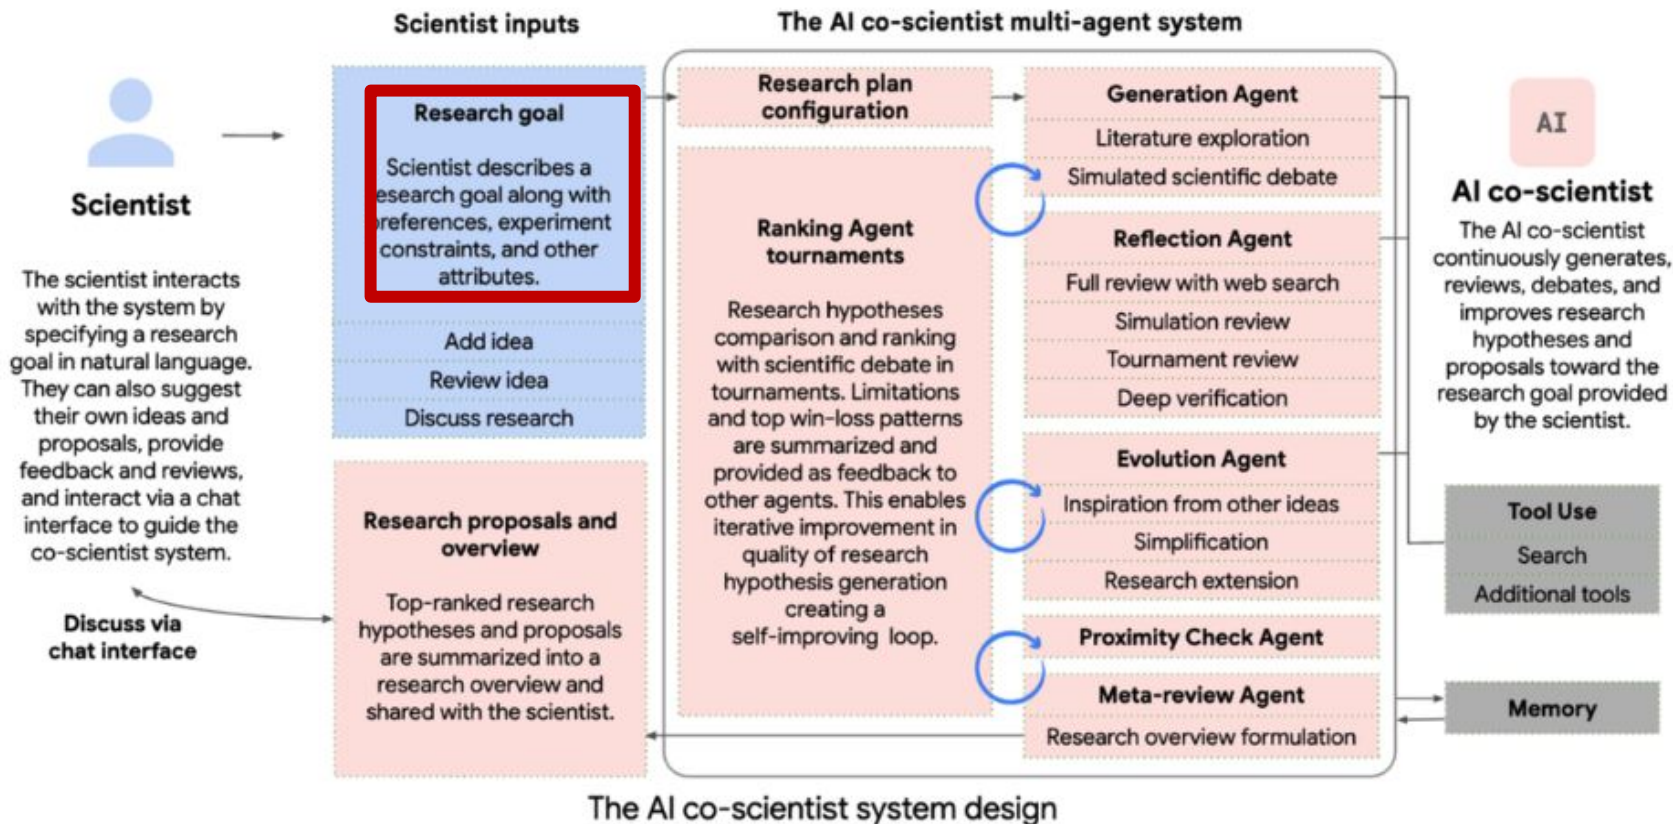 Scientist inputs
The AI co-scientist multi-agent system
Scientist
The scientist interacts
with the system by
specifying a research
goal in natural language.
They can also suggest
their own ideas and
proposals, provide
feedback and reviews,
and interact via a chat
interface to guide the
co-scientist system.
Discuss via
chat interface
Research goal
Scientist describes a
research goal along with
preferences, experiment
constraints, and other
attributes.
Add idea
Review idea
Discuss research
Research proposals and
overview
Top-ranked research
hypotheses and proposals
are summarized into a
research overview and
shared with the scientist.
Research plan
configuration
Ranking Agent
tournaments
Research hypotheses
comparison and ranking
with scientific debate in
tournaments. Limitations
and top win-loss patterns
are summarized and
provided as feedback to
other agents. This enables
iterative improvement in
quality of research
hypothesis generation
creating a
self-improving loop.
Generation Agent
Literature exploration
Simulated scientific debate
Reflection Agent
Full review with web search
Simulation review
Tournament review
Deep verification
Evolution Agent
Inspiration from other ideas
Simplification
Research extension
Proximity Check Agent
Meta-review Agent
Research overview formulation
AI
AI co-scientist
The AI co-scientist
continuously generates,
reviews, debates, and
improves research
hypotheses and
proposals toward the
research goal provided
by the scientist.
Tool Use
Search
Additional tools
Memory
The AI co-scientist system design